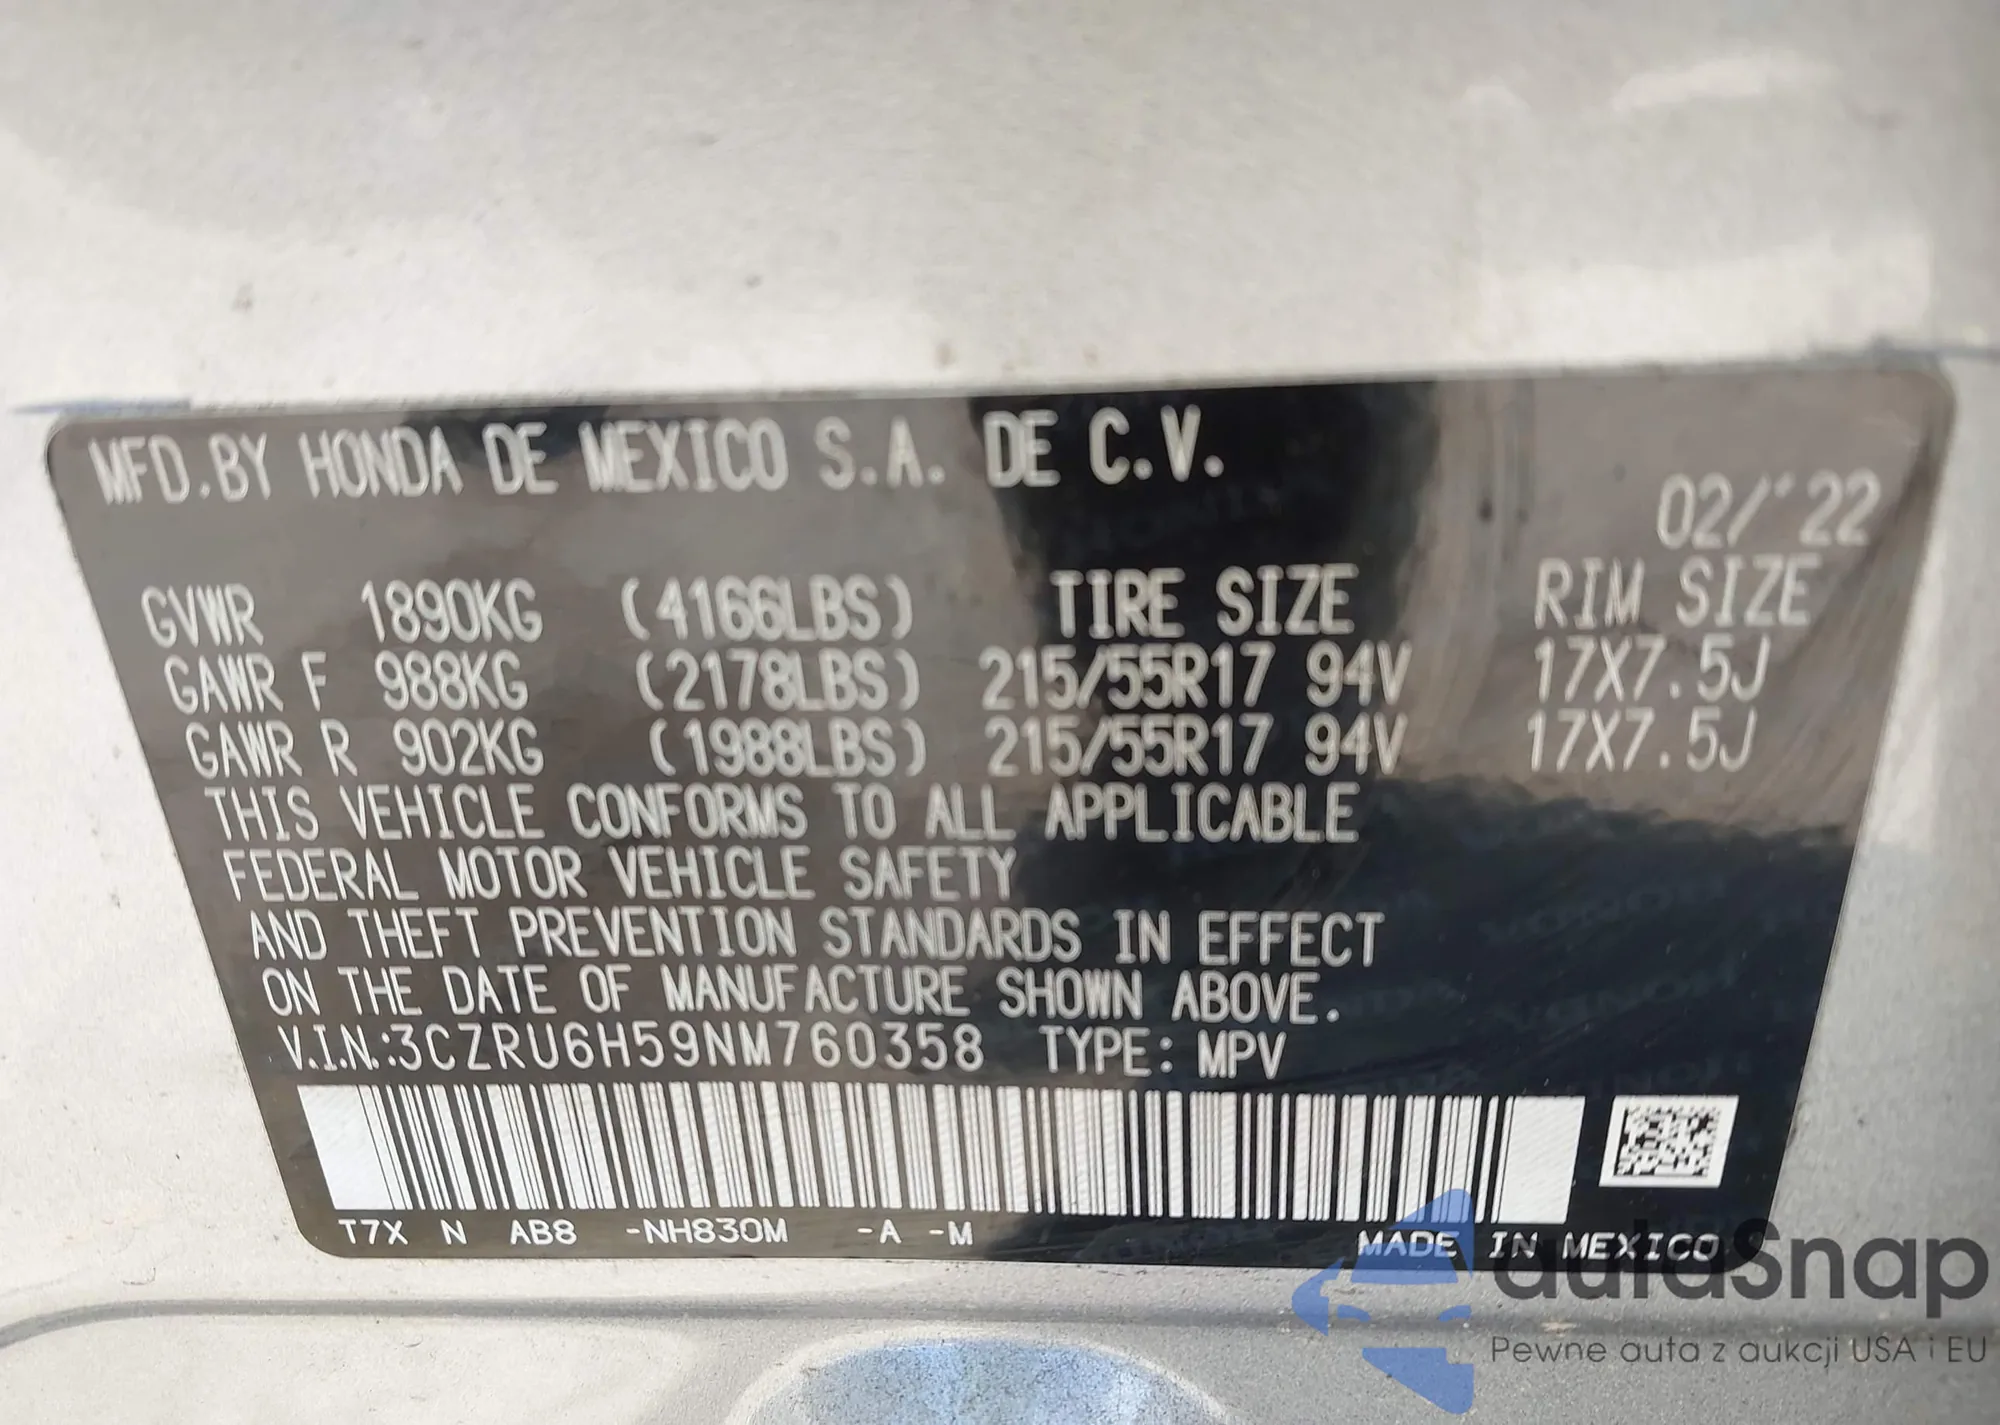 MFD.BY HONDA DE MEXICO S.A. DE C.V.
02/'22
GVWR 1890KG (4166LBS) TIRE SIZE RIM SIZE
GAWR F 988KG (2178LBS) 215/55R17 94V 17X7.5J
GAWR R 902KG (1988LBS) 215/55R17 94V 17X7.5J
THIS VEHICLE CONFORMS TO ALL APPLICABLE
FEDERAL MOTOR VEHICLE SAFETY
AND THEFT PREVENTION STANDARDS IN EFFECT
ON THE DATE OF MANUFACTURE SHOWN ABOVE.
V.I.N.:3CZRU6H59NM760358 TYPE: MPV
T7X N AB8 -NH830M -A -M
MADE IN MEXICO
autaSnap
Pewne auta z aukcji USA i EU